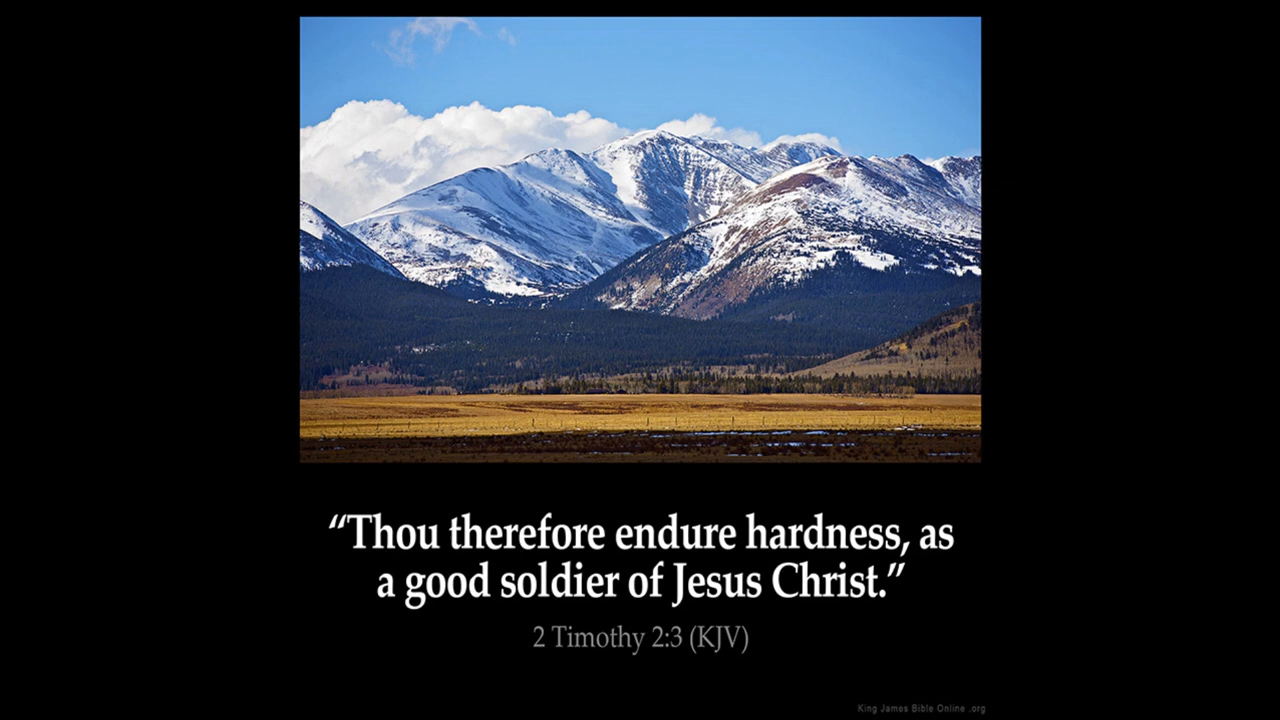 “Thou therefore endure hardness, as
a good soldier of Jesus Christ.”
2 Timothy 2:3 (KJV)
King James Bible Online .org